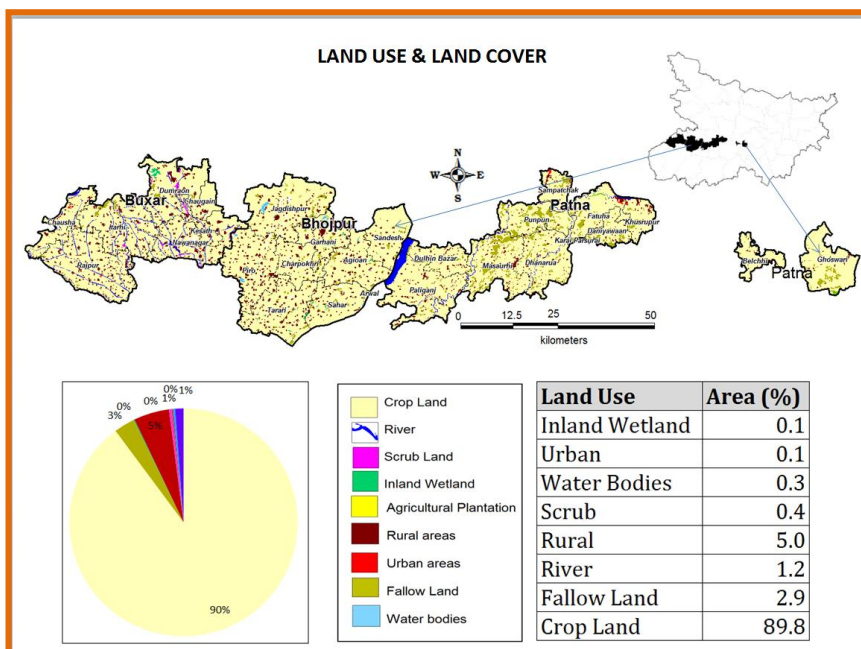 LAND USE & LAND COVER
N
W E
S
Buxar
Dumraon
Chaugain
Chausha
Itarhi
Kesath
Nawanagar
Rajpur
Bhojpur
Jagdishpur
Garhani
Sandesh
Piro
Charpokhri
Agioan
Tarari
Sahar
Arwal
Dulhin Bazar
Paliganj
Patna
Sampatchak
Punpun
Fatuha
Khusrupur
Daniyawaan
Karai Parsurai
Masaurhi
Dhanarua
Belchhi
Ghoswari
Patna
0 12.5 25 50
kilometers
0% 1%
0% 1%
0%
3%
5%
90%
Crop Land
River
Scrub Land
Inland Wetland
Agricultural Plantation
Rural areas
Urban areas
Fallow Land
Water bodies
Land Use Area (%)
Inland Wetland 0.1
Urban 0.1
Water Bodies 0.3
Scrub 0.4
Rural 5.0
River 1.2
Fallow Land 2.9
Crop Land 89.8